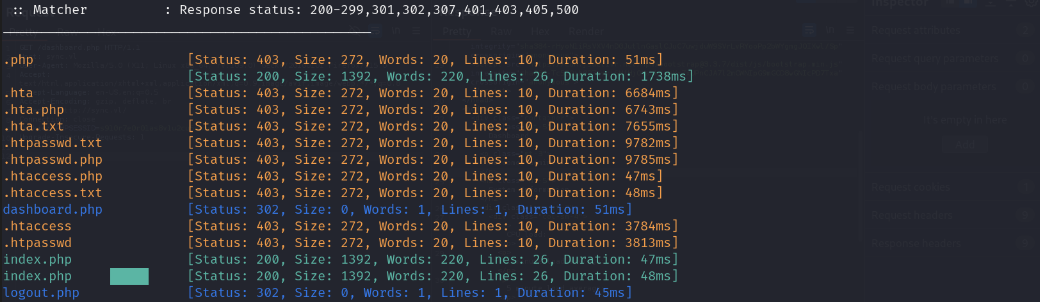 :: Matcher : Response status: 200-299,301,302,307,401,403,405,500
.php [Status: 403, Size: 272, Words: 20, Lines: 10, Duration: 51ms]
[Status: 200, Size: 1392, Words: 220, Lines: 26, Duration: 1738ms]
.hta [Status: 403, Size: 272, Words: 20, Lines: 10, Duration: 6684ms]
.hta.php [Status: 403, Size: 272, Words: 20, Lines: 10, Duration: 6743ms]
.hta.txt [Status: 403, Size: 272, Words: 20, Lines: 10, Duration: 7655ms]
.htpasswd.txt [Status: 403, Size: 272, Words: 20, Lines: 10, Duration: 9782ms]
.htpasswd.php [Status: 403, Size: 272, Words: 20, Lines: 10, Duration: 9785ms]
.htaccess.php [Status: 403, Size: 272, Words: 20, Lines: 10, Duration: 47ms]
.htaccess.txt [Status: 403, Size: 272, Words: 20, Lines: 10, Duration: 48ms]
dashboard.php [Status: 302, Size: 0, Words: 1, Lines: 1, Duration: 51ms]
.htaccess [Status: 403, Size: 272, Words: 20, Lines: 10, Duration: 3784ms]
.htpasswd [Status: 403, Size: 272, Words: 20, Lines: 10, Duration: 3813ms]
index.php [Status: 200, Size: 1392, Words: 220, Lines: 26, Duration: 47ms]
index.php [Status: 200, Size: 1392, Words: 220, Lines: 26, Duration: 48ms]
logout.php [Status: 302, Size: 0, Words: 1, Lines: 1, Duration: 45ms]